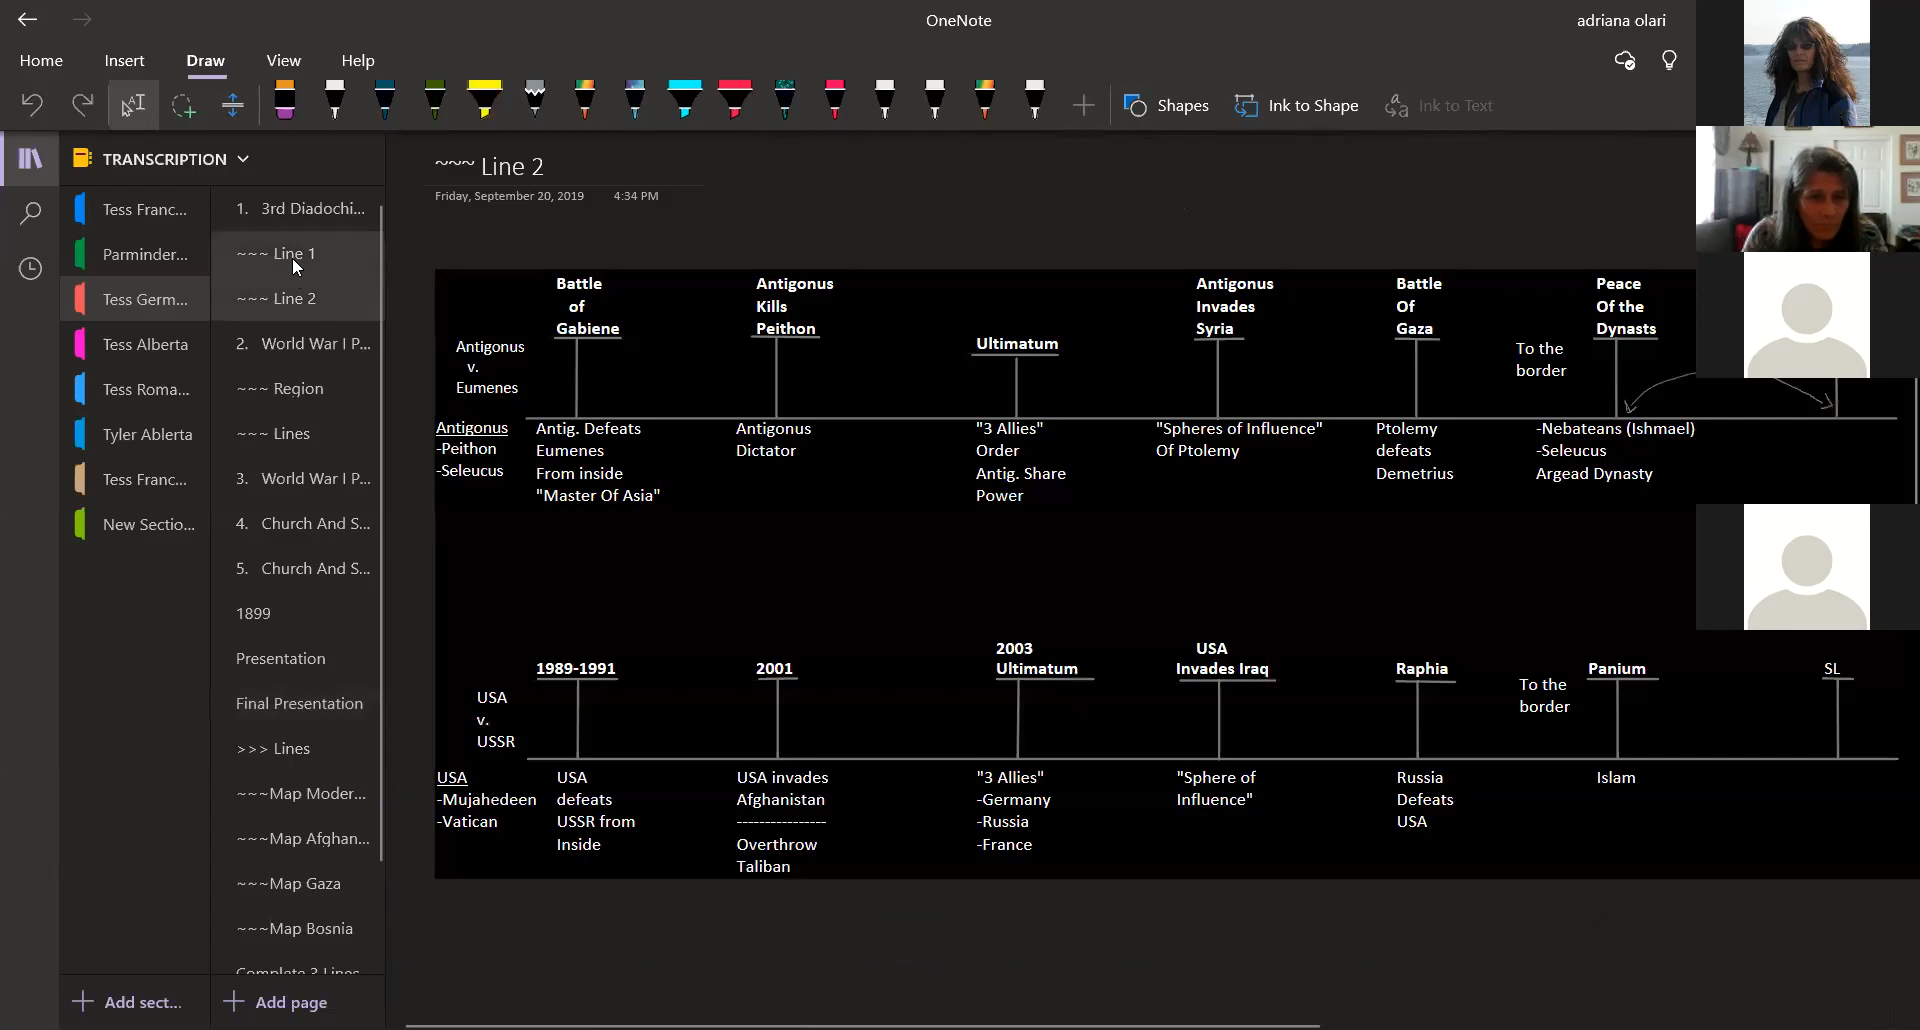 OneNote
adriana olari
Home Insert Draw View Help
Shapes Ink to Shape Ink to Text
TRANSCRIPTION
Tess Franc...
Parminder...
Tess Germ...
Tess Alberta
Tess Roma...
Tyler Ablerta
Tess Franc...
New Sectio...
Add sect...
1. 3rd Diadochi...
~~~ Line 1
~~~ Line 2
2. World War I P...
~~~ Region
~~~ Lines
3. World War I P...
4. Church And S...
5. Church And S...
1899
Presentation
Final Presentation
>>> Lines
~~~Map Moder...
~~~Map Afghan...
~~~Map Gaza
~~~Map Bosnia
Complete 3 Lines
Add page
~~~ Line 2
Friday, September 20, 2019 4:34 PM
Antigonus
v.
Eumenes
Antigonus
-Peithon
-Seleucus
Battle
of
Gabiene
Antig. Defeats
Eumenes
From inside
"Master Of Asia"
Antigonus
Kills
Peithon
Antigonus
Dictator
Ultimatum
"3 Allies"
Order
Antig. Share
Power
Antigonus
Invades
Syria
"Spheres of Influence"
Of Ptolemy
Battle
Of
Gaza
Ptolemy
defeats
Demetrius
To the
border
Peace
Of the
Dynasts
-Nebateans (Ishmael)
-Seleucus
Argead Dynasty
USA
v.
USSR
USA
-Mujahedeen
-Vatican
1989-1991
USA
defeats
USSR from
Inside
2001
USA invades
Afghanistan
----------------
Overthrow
Taliban
2003
Ultimatum
"3 Allies"
-Germany
-Russia
-France
USA
Invades Iraq
"Sphere of
Influence"
Raphia
Russia
Defeats
USA
To the
border
Panium
Islam
SL